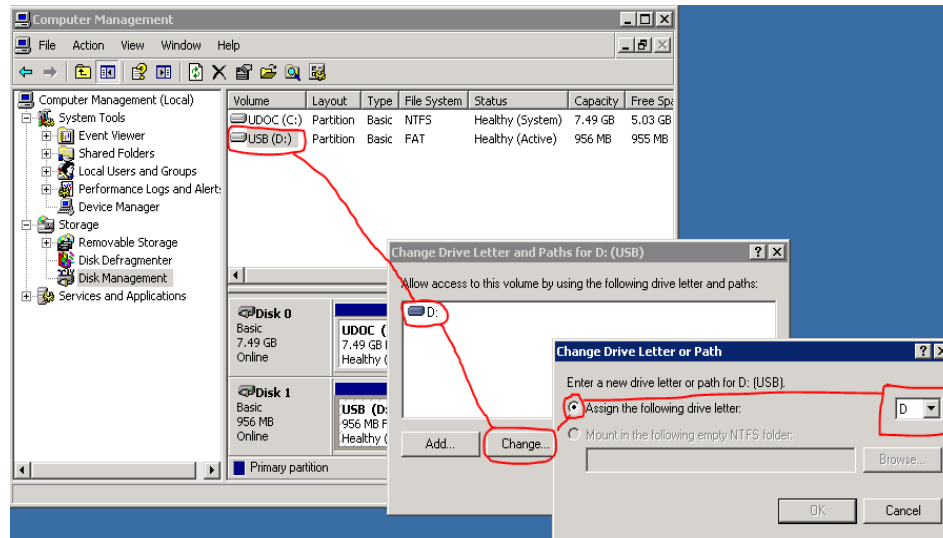 Computer Management
File Action View Window Help
Computer Management (Local)
System Tools
Event Viewer
Shared Folders
Local Users and Groups
Performance Logs and Alert
Device Manager
Storage
Removable Storage
Disk Defragmenter
Disk Management
Services and Applications
Volume Layout Type File System Status Capacity Free Spa
UDOC (C:) Partition Basic NTFS Healthy (System) 7.49 GB 5.03 GB
USB (D:) Partition Basic FAT Healthy (Active) 956 MB 955 MB
Disk 0
Basic
7.49 GB
Online
UDOC (
7.49 GB
Healthy (
Disk 1
Basic
956 MB
Online
USB (D:
956 MB F
Healthy (
Primary partition
Change Drive Letter and Paths for D: (USB)
Allow access to this volume by using the following drive letter and paths:
D:
Add... Change...
Change Drive Letter or Path
Enter a new drive letter or path for D: (USB).
Assign the following drive letter: D
Mount in the following empty NTFS folder:
Browse...
OK Cancel